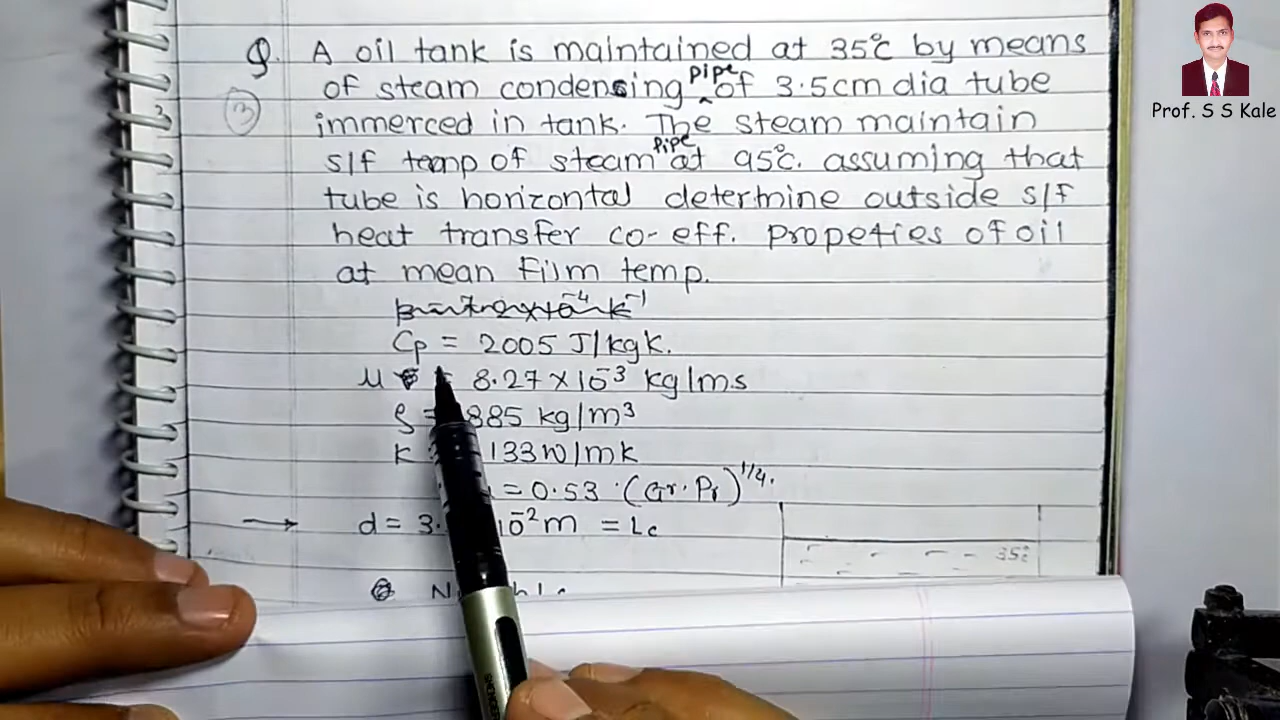 Prof. S S Kale
Q. A oil tank is maintained at 35°c by means
of steam condensing pipe of 3.5cm dia tube
3 immerced in tank. The steam maintain
s/f temp of steam pipe at 95°c. assuming that
tube is horizontal determine outside s/f
heat transfer co-eff. Propeties of oil
at mean Film temp.
Cp = 2005 J/kgk.
μ = 8.27 × 10⁻³ kg/ms
ρ = 885 kg/m³
k 133 w/mk
= 0.53 (Gr.Pr)^1/4.
d = 3. 10⁻² m = Lc
35°c